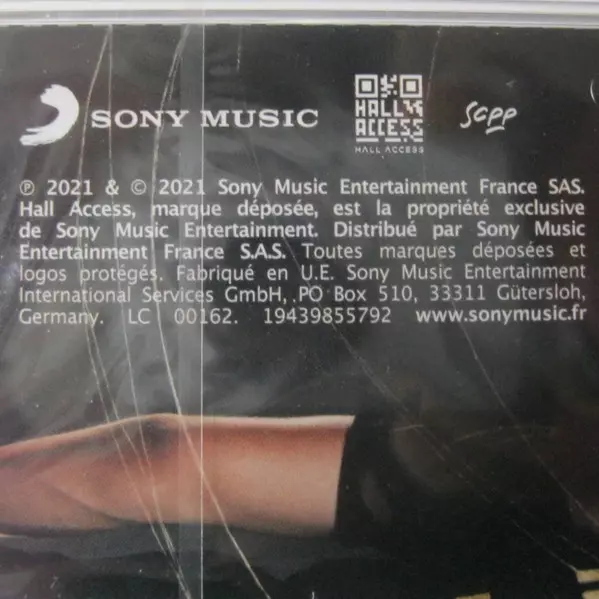 SONY MUSIC
HALL
ACCESS
HALL ACCESS
scpp
℗ 2021 & © 2021 Sony Music Entertainment France SAS.
Hall Access, marque déposée, est la propriété exclusive
de Sony Music Entertainment. Distribué par Sony Music
Entertainment France S.A.S. Toutes marques déposées et
logos protégés. Fabriqué en U.E. Sony Music Entertainment
International Services GmbH, PO Box 510, 33311 Gütersloh,
Germany. LC 00162. 19439855792 www.sonymusic.fr